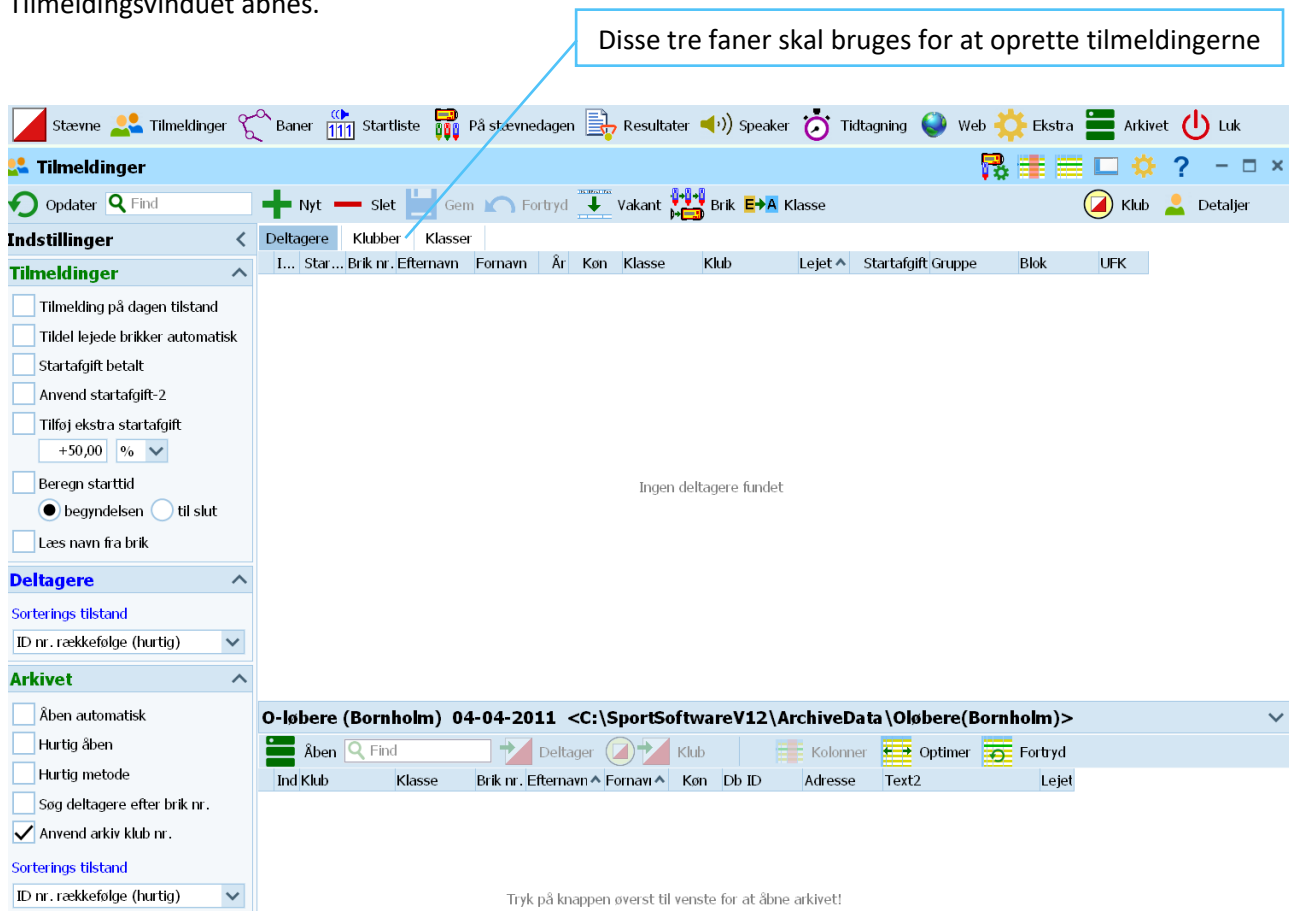 Tilmeldingsvinduet åbnes.
Disse tre faner skal bruges for at oprette tilmeldingerne
Stævne Tilmeldinger Baner 111 Startliste På stævnedagen Resultater Speaker Tidtagning Web Ekstra Arkivet Luk
Tilmeldinger ? – □ ×
Opdater Find Nyt Slet Gem Fortryd Vakant Brik E→A Klasse Klub Detaljer
Indstillinger <
Deltagere Klubber Klasser
I... Star... Brik nr. Efternavn Fornavn År Køn Klasse Klub Lejet Startafgift Gruppe Blok UFK
Tilmeldinger
Tilmelding på dagen tilstand
Tildel lejede brikker automatisk
Startafgift betalt
Anvend startafgift-2
Tilføj ekstra startafgift
+50,00 %
Beregn starttid
begyndelsen til slut
Læs navn fra brik
Ingen deltagere fundet
Deltagere
Sorterings tilstand
ID nr. rækkefølge (hurtig)
Arkivet
Åben automatisk
Hurtig åben
Hurtig metode
Søg deltagere efter brik nr.
Anvend arkiv klub nr.
Sorterings tilstand
ID nr. rækkefølge (hurtig)
O-løbere (Bornholm) 04-04-2011 <C:\SportSoftwareV12\ArchiveData\Oløbere(Bornholm)>
Åben Find Deltager Klub Kolonner Optimer Fortryd
Ind Klub Klasse Brik nr. Efternavn Fornavn Køn Db ID Adresse Text2 Lejet
Tryk på knappen øverst til venste for at åbne arkivet!